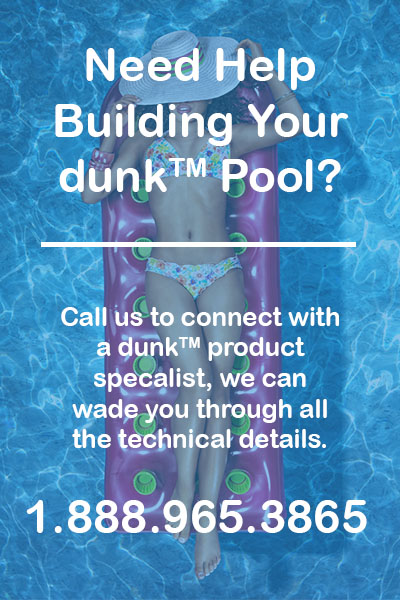 Need Help
Building Your
dunk™ Pool?
Call us to connect with
a dunk™ product
specalist, we can
wade you through all
the technical details.
1.888.965.3865